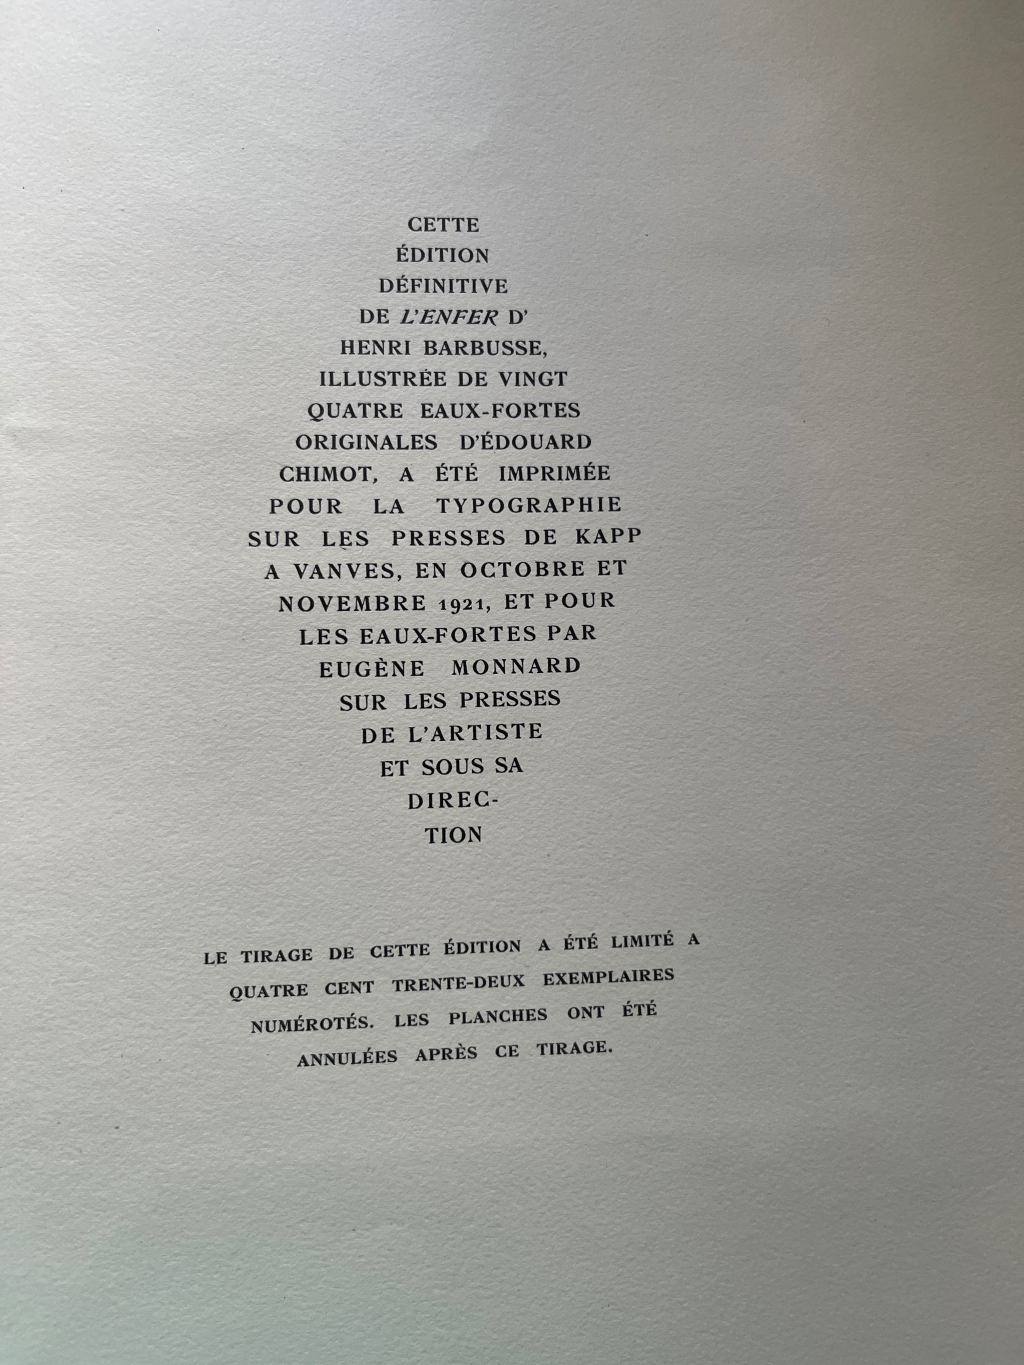 CETTE
ÉDITION
DÉFINITIVE
DE L'ENFER D'
HENRI BARBUSSE,
ILLUSTRÉE DE VINGT
QUATRE EAUX-FORTES
ORIGINALES D'ÉDOUARD
CHIMOT, A ÉTÉ IMPRIMÉE
POUR LA TYPOGRAPHIE
SUR LES PRESSES DE KAPP
A VANVES, EN OCTOBRE ET
NOVEMBRE 1921, ET POUR
LES EAUX-FORTES PAR
EUGÈNE MONNARD
SUR LES PRESSES
DE L'ARTISTE
ET SOUS SA
DIREC-
TION
LE TIRAGE DE CETTE ÉDITION A ÉTÉ LIMITÉ A
QUATRE CENT TRENTE-DEUX EXEMPLAIRES
NUMÉROTÉS. LES PLANCHES ONT ÉTÉ
ANNULÉES APRÈS CE TIRAGE.